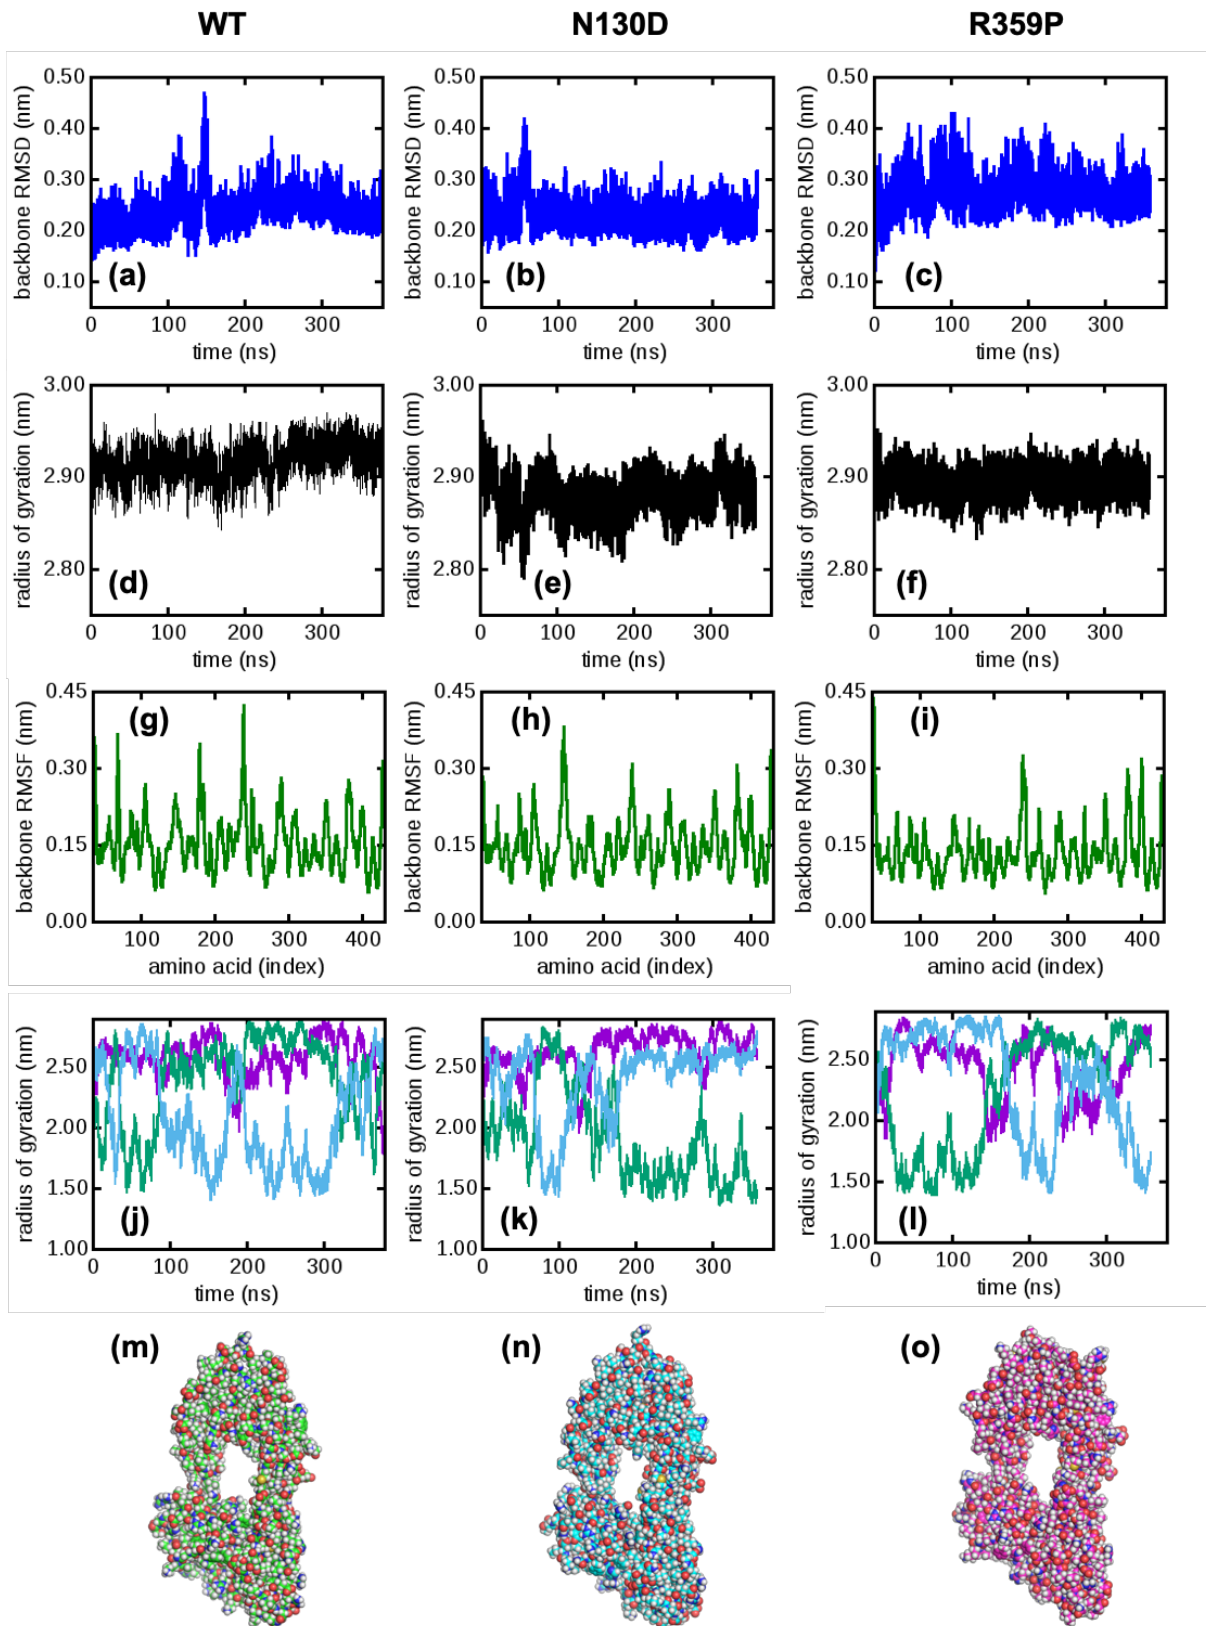 WT N130D R359P
0.50 0.50 0.50
0.40 0.40 0.40
0.30 0.30 0.30
0.20 0.20 0.20
0.10 0.10 0.10
backbone RMSD (nm) backbone RMSD (nm) backbone RMSD (nm)
(a) (b) (c)
0 100 200 300 0 100 200 300 0 100 200 300
time (ns) time (ns) time (ns)
3.00 3.00 3.00
2.90 2.90 2.90
2.80 2.80 2.80
radius of gyration (nm) radius of gyration (nm) radius of gyration (nm)
(d) (e) (f)
0 100 200 300 0 100 200 300 0 100 200 300
time (ns) time (ns) time (ns)
0.45 0.45 0.45
0.30 0.30 0.30
0.15 0.15 0.15
0.00 0.00 0.00
backbone RMSF (nm) backbone RMSF (nm) backbone RMSF (nm)
(g) (h) (i)
100 200 300 400 100 200 300 400 100 200 300 400
amino acid (index) amino acid (index) amino acid (index)
2.50 2.50 2.50
2.00 2.00 2.00
1.50 1.50 1.50
1.00 1.00 1.00
radius of gyration (nm) radius of gyration (nm) radius of gyration (nm)
(j) (k) (l)
0 100 200 300 0 100 200 300 0 100 200 300
time (ns) time (ns) time (ns)
(m) (n) (o)